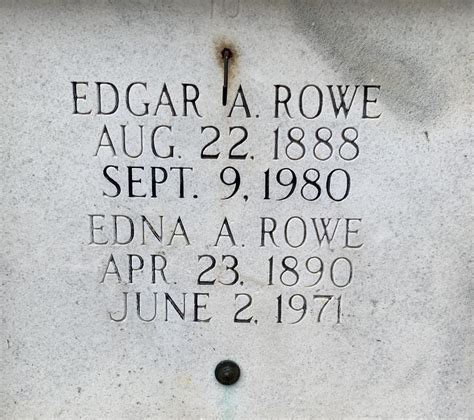 EDGAR A. ROWE
AUG. 22. 1888
SEPT. 9, 1980
EDNA A. ROWE
APR. 23. 1890
JUNE 2. 1971